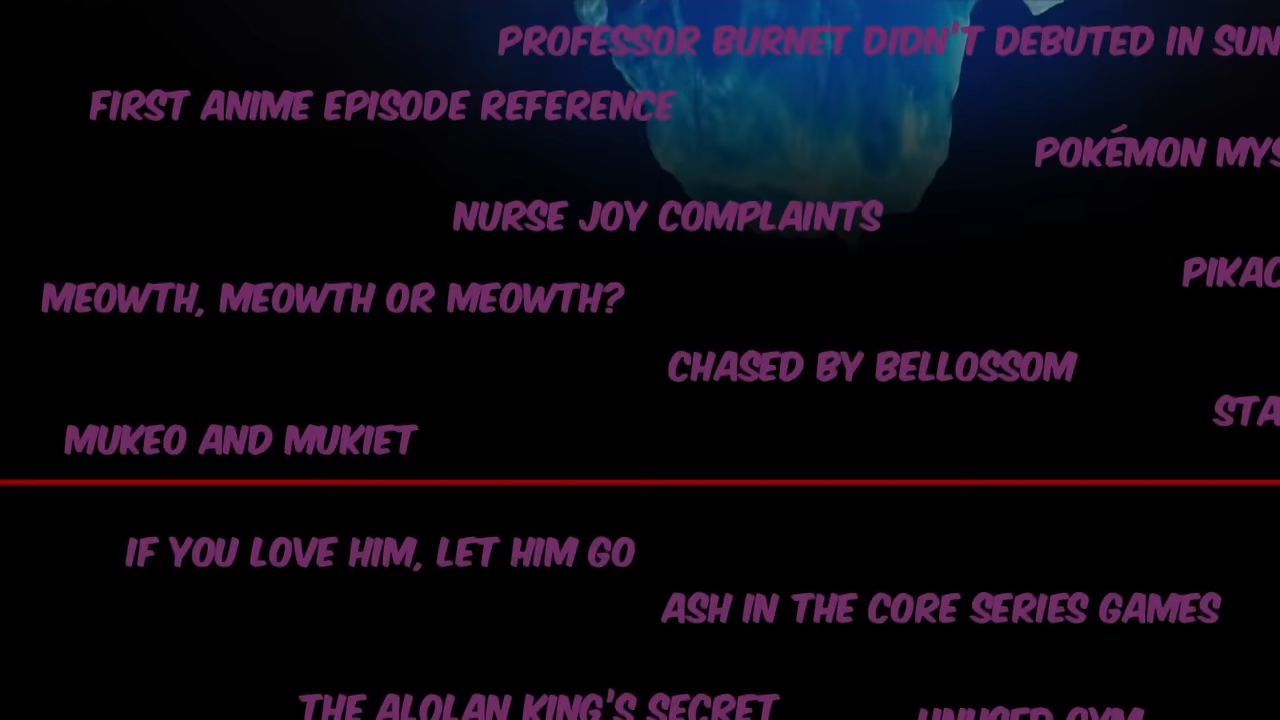 PROFESSOR BURNET DIDN'T DEBUTED IN SUN
FIRST ANIME EPISODE REFERENCE
POKÉMON MYS
NURSE JOY COMPLAINTS
PIKAC
MEOWTH, MEOWTH OR MEOWTH?
CHASED BY BELLOSSOM
STA
MUKEO AND MUKIET
IF YOU LOVE HIM, LET HIM GO
ASH IN THE CORE SERIES GAMES
THE ALOLAN KING'S SECRET
UNUSED GYM